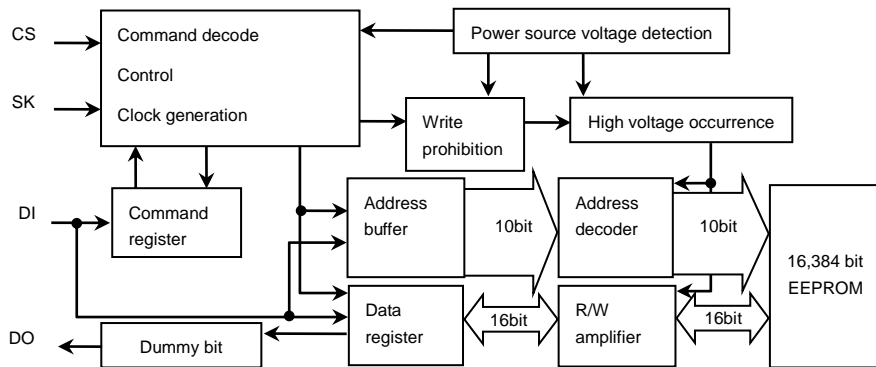 CS
Command decode
Control
Clock generation
SK
Power source voltage detection
Write
prohibition
High voltage occurrence
DI
Command
register
Address
buffer
10bit
Address
decoder
10bit
16,384 bit
EEPROM
Data
register
16bit
R/W
amplifier
16bit
DO
Dummy bit